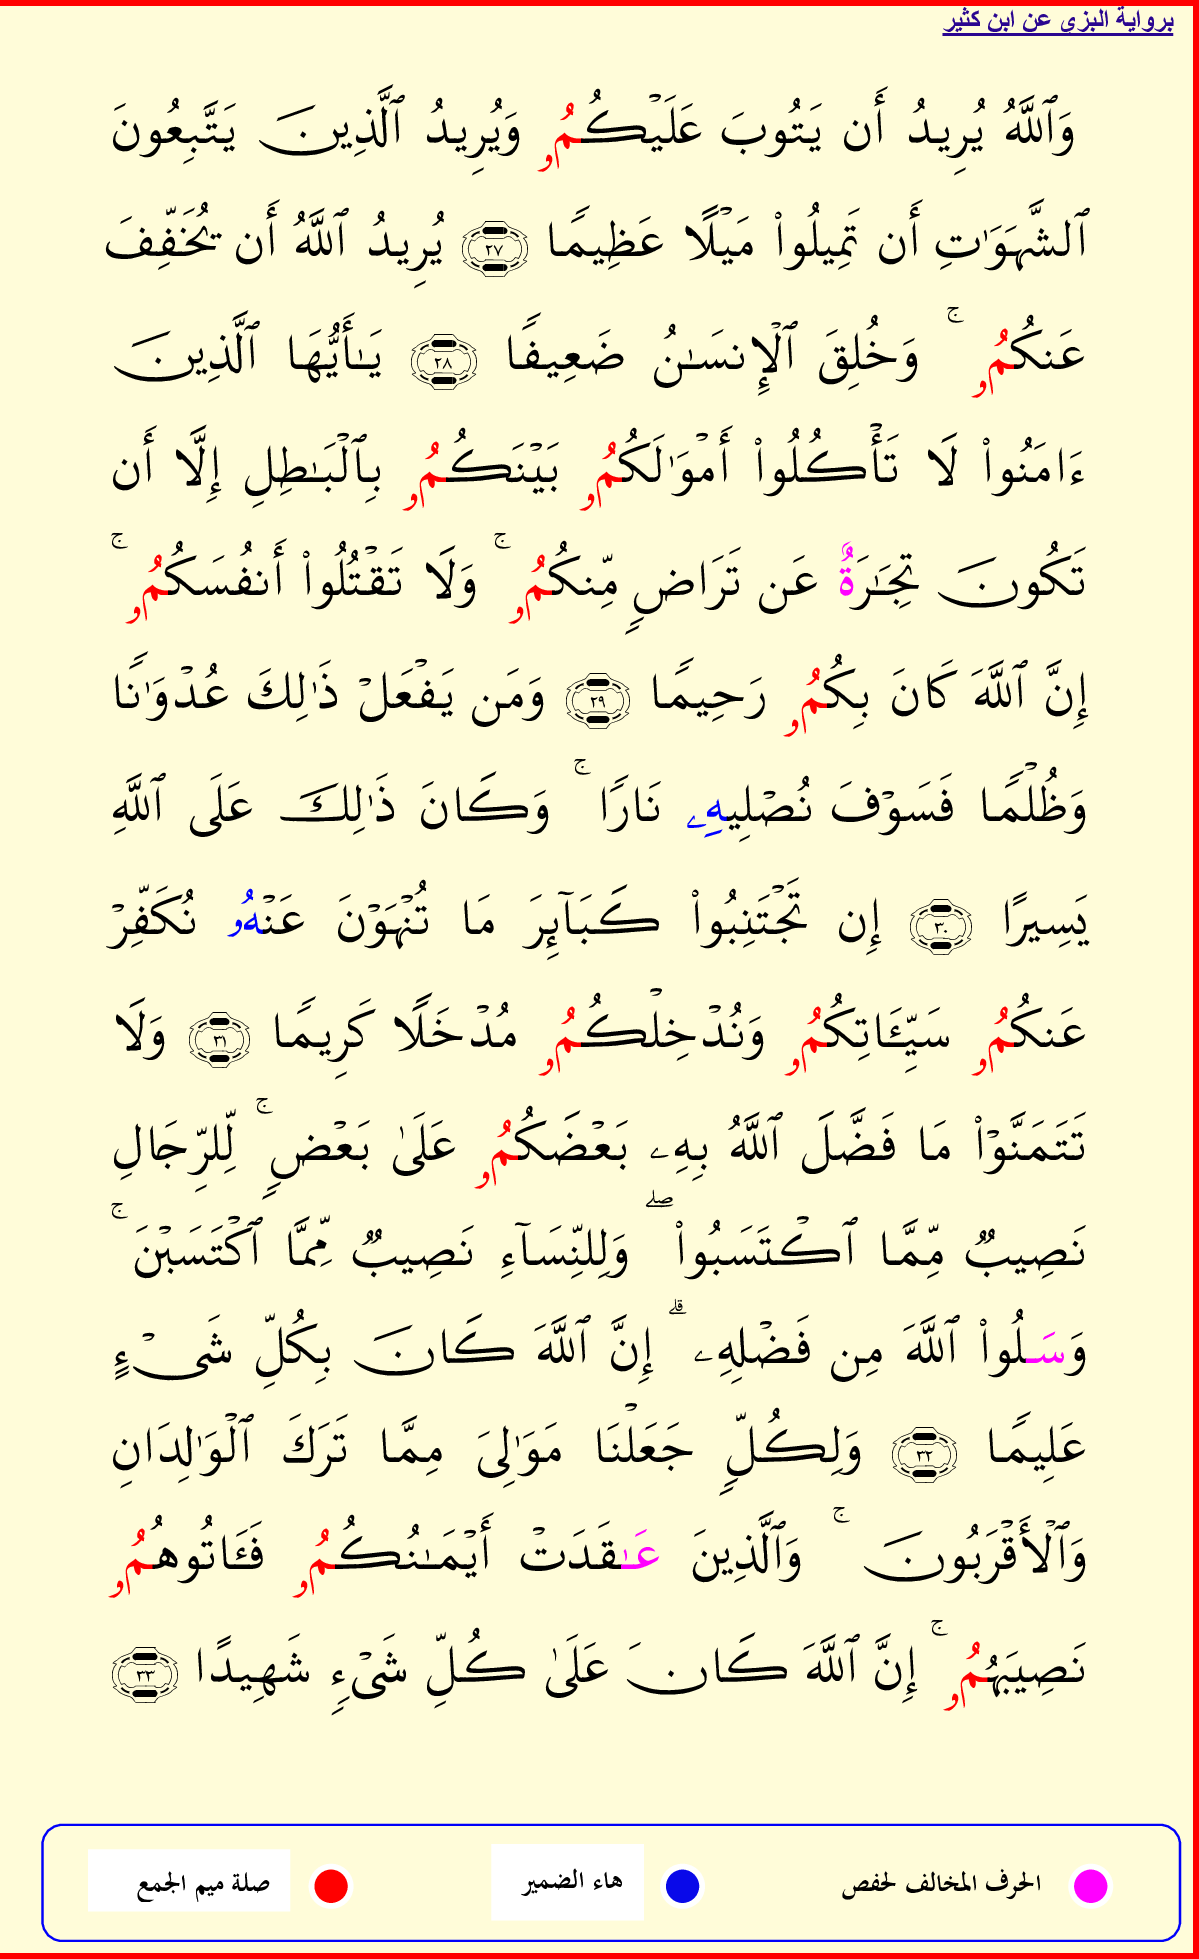 برواية البزي عن ابن كثير
وَٱللَّهُ يُرِيدُ أَن يَتُوبَ عَلَيۡكُمُۥ وَيُرِيدُ ٱلَّذِينَ يَتَّبِعُونَ
ٱلشَّهَوَٰتِ أَن تَمِيلُواْ مَيۡلًا عَظِيمًا ٢٧ يُرِيدُ ٱللَّهُ أَن يُخَفِّفَ
عَنكُمُۥ ۚ وَخُلِقَ ٱلۡإِنسَٰنُ ضَعِيفًا ٢٨ يَٰأَيُّهَا ٱلَّذِينَ
ءَامَنُواْ لَا تَأۡكُلُواْ أَمۡوَٰلَكُمُۥ بَيۡنَكُمُۥ بِٱلۡبَٰطِلِ إِلَّا أَن
تَكُونَ تِجَٰرَةٌ عَن تَرَاضٖ مِّنكُمُۥ ۚ وَلَا تَقۡتُلُواْ أَنفُسَكُمُۥ ۚ
إِنَّ ٱللَّهَ كَانَ بِكُمُۥ رَحِيمًا ٢٩ وَمَن يَفۡعَلۡ ذَٰلِكَ عُدۡوَٰنًا
وَظُلۡمًا فَسَوۡفَ نُصۡلِيهِۦ نَارًا ۚ وَكَانَ ذَٰلِكَ عَلَى ٱللَّهِ
يَسِيرًا ٣٠ إِن تَجۡتَنِبُواْ كَبَآئِرَ مَا تُنۡهَوۡنَ عَنۡهُۥ نُكَفِّرۡ
عَنكُمُۥ سَيِّـَٔاتِكُمُۥ وَنُدۡخِلۡكُمُۥ مُدۡخَلًا كَرِيمًا ٣١ وَلَا
تَتَمَنَّوۡاْ مَا فَضَّلَ ٱللَّهُ بِهِۦ بَعۡضَكُمُۥ عَلَىٰ بَعۡضٖ ۚ لِّلرِّجَالِ
نَصِيبٌ مِّمَّا ٱكۡتَسَبُواْ ۖ وَلِلنِّسَآءِ نَصِيبٌ مِّمَّا ٱكۡتَسَبۡنَ ۚ
وَسَلُواْ ٱللَّهَ مِن فَضۡلِهِۦ ۗ إِنَّ ٱللَّهَ كَانَ بِكُلِّ شَيۡءٍ
عَلِيمًا ٣٢ وَلِكُلّٖ جَعَلۡنَا مَوَٰلِيَ مِمَّا تَرَكَ ٱلۡوَٰلِدَانِ
وَٱلۡأَقۡرَبُونَ ۚ وَٱلَّذِينَ عَٰقَدَتۡ أَيۡمَٰنُكُمُۥ فَـَٔاتُوهُمُۥ
نَصِيبَهُمُۥ ۚ إِنَّ ٱللَّهَ كَانَ عَلَىٰ كُلِّ شَيۡءٖ شَهِيدًا ٣٣
الحرف المخالف لحفص هاء الضمير صلة ميم الجمع